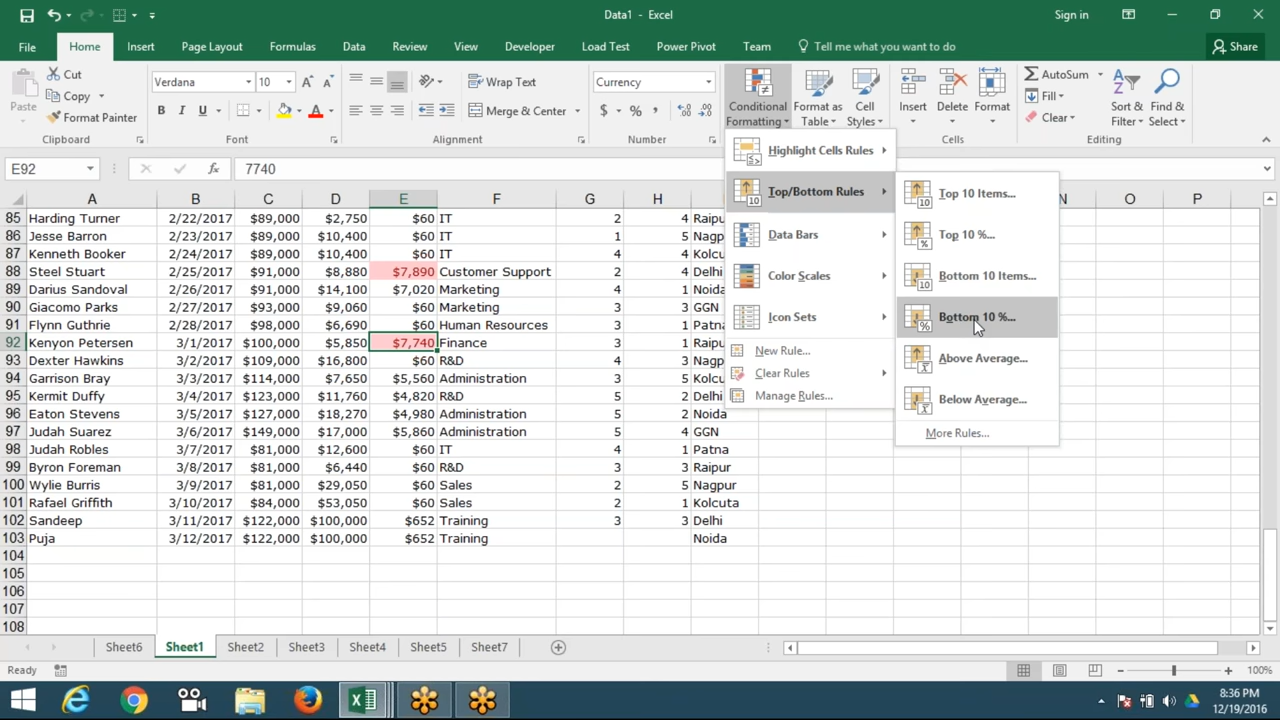 Data1 - Excel
Sign in
File Home Insert Page Layout Formulas Data Review View Developer Load Test Power Pivot Team Tell me what you want to do Share
Paste
Cut
Copy
Format Painter
Clipboard
Verdana 10
B I U
Font
Wrap Text
Merge & Center
Alignment
Currency
$ % ,
Number
Conditional Formatting
Format as Table
Cell Styles
Insert Delete Format
Cells
AutoSum
Fill
Clear
Sort & Filter
Find & Select
Editing
Highlight Cells Rules
Top/Bottom Rules
Data Bars
Color Scales
Icon Sets
New Rule...
Clear Rules
Manage Rules...
Top 10 Items...
Top 10 %...
Bottom 10 Items...
Bottom 10 %...
Above Average...
Below Average...
More Rules...
E92 fx 7740
A B C D E F G H N O P
85 Harding Turner 2/22/2017 $89,000 $2,750 $60 IT 2 4 Raipu
86 Jesse Barron 2/23/2017 $89,000 $10,400 $60 IT 1 5 Nagp
87 Kenneth Booker 2/24/2017 $89,000 $10,400 $60 IT 4 4 Kolcu
88 Steel Stuart 2/25/2017 $91,000 $8,880 $7,890 Customer Support 2 4 Delhi
89 Darius Sandoval 2/26/2017 $91,000 $14,100 $7,020 Marketing 4 1 Noida
90 Giacomo Parks 2/27/2017 $93,000 $9,060 $60 Marketing 3 3 GGN
91 Flynn Guthrie 2/28/2017 $98,000 $6,690 $60 Human Resources 3 2 Patna
92 Kenyon Petersen 3/1/2017 $100,000 $5,850 $7,740 Finance 3 1 Raipu
93 Dexter Hawkins 3/2/2017 $109,000 $16,800 $60 R&D 4 3 Nagp
94 Garrison Bray 3/3/2017 $114,000 $7,650 $5,560 Administration 3 5 Kolcu
95 Kermit Duffy 3/4/2017 $123,000 $11,760 $4,820 R&D 5 2 Delhi
96 Eaton Stevens 3/5/2017 $127,000 $18,270 $4,980 Administration 5 2 Noida
97 Judah Suarez 3/6/2017 $149,000 $17,000 $5,860 Administration 5 4 GGN
98 Judah Robles 3/7/2017 $81,000 $12,600 $60 IT 4 1 Patna
99 Byron Foreman 3/8/2017 $81,000 $6,440 $60 R&D 3 3 Raipur
100 Wylie Burris 3/9/2017 $81,000 $29,050 $60 Sales 2 5 Nagpur
101 Rafael Griffith 3/10/2017 $84,000 $53,050 $60 Sales 2 1 Kolcuta
102 Sandeep 3/11/2017 $122,000 $100,000 $652 Training 3 3 Delhi
103 Puja 3/12/2017 $122,000 $100,000 $652 Training Noida
104
105
106
107
108
Sheet6 Sheet1 Sheet2 Sheet3 Sheet4 Sheet5 Sheet7
Ready 100%
8:36 PM
12/19/2016